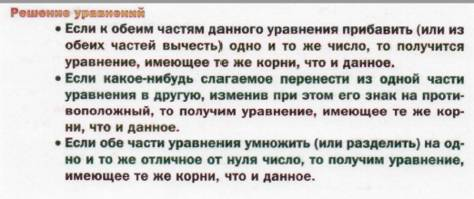 Решение уравнений
• Если к обеим частям данного уравнения прибавить (или из
обеих частей вычесть) одно и то же число, то получится
уравнение, имеющее те же корни, что и данное.
• Если какое-нибудь слагаемое перенести из одной части
уравнения в другую, изменив при этом его знак на проти-
воположный, то получим уравнение, имеющее те же кор-
ни, что и данное.
• Если обе части уравнения умножить (или разделить) на од-
но и то же отличное от нуля число, то получим уравнение,
имеющее те же корни, что и данное.